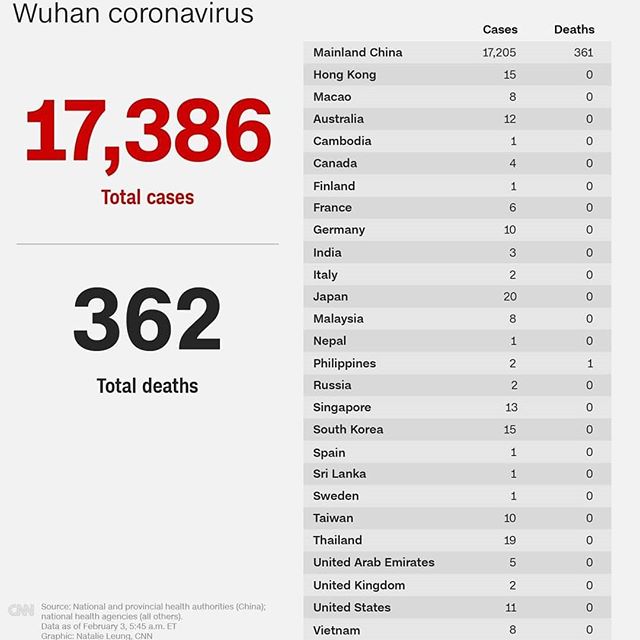 Wuhan coronavirus
17,386
Total cases
362
Total deaths
Cases Deaths
Mainland China 17,205 361
Hong Kong 15 0
Macao 8 0
Australia 12 0
Cambodia 1 0
Canada 4 0
Finland 1 0
France 6 0
Germany 10 0
India 3 0
Italy 2 0
Japan 20 0
Malaysia 8 0
Nepal 1 0
Philippines 2 1
Russia 2 0
Singapore 13 0
South Korea 15 0
Spain 1 0
Sri Lanka 1 0
Sweden 1 0
Taiwan 10 0
Thailand 19 0
United Arab Emirates 5 0
United Kingdom 2 0
United States 11 0
Vietnam 8 0
CNN
Source: National and provincial health authorities (China);
national health agencies (all others).
Data as of February 3, 5:45 a.m. ET
Graphic: Natalie Leung, CNN